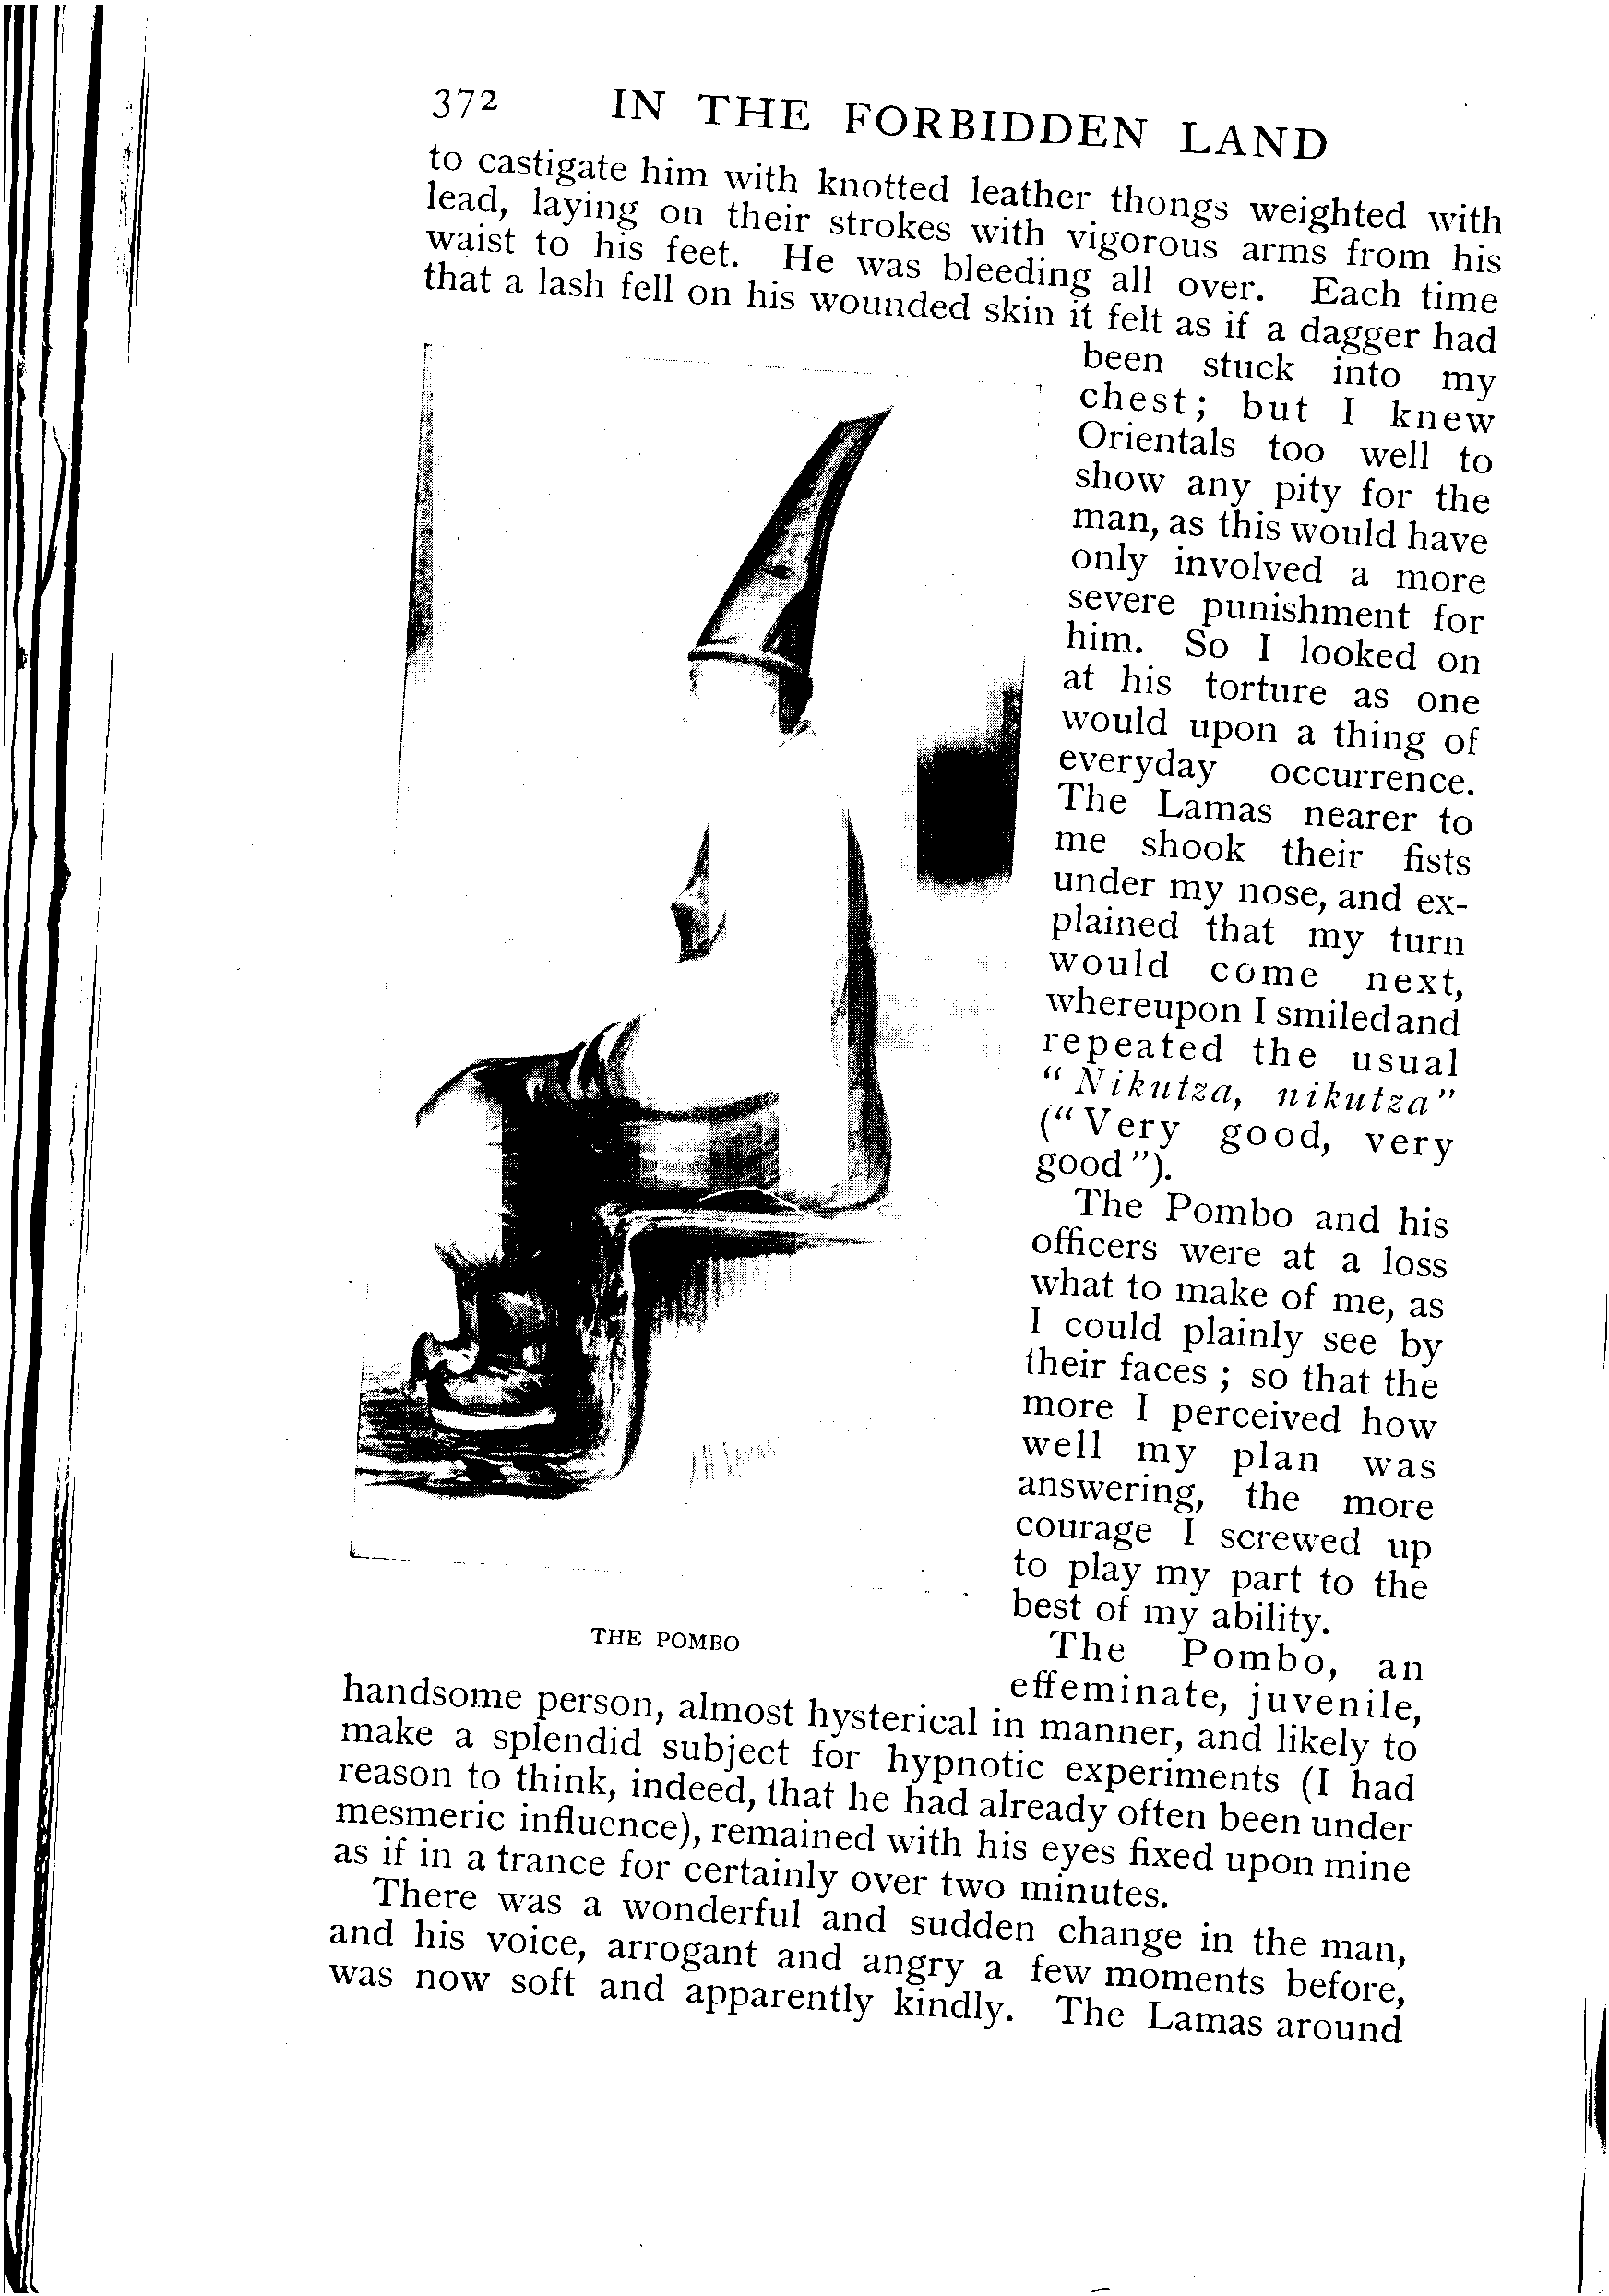 372 IN THE FORBIDDEN LAND
to castigate him with knotted leather thongs weighted with
lead, laying on their strokes with vigorous arms from his
waist to his feet. He was bleeding all over. Each time
that a lash fell on his wounded skin it felt as if a dagger had
been stuck into my
chest; but I knew
Orientals too well to
show any pity for the
man, as this would have
only involved a more
severe punishment for
him. So I looked on
at his torture as one
would upon a thing of
everyday occurrence.
The Lamas nearer to
me shook their fists
under my nose, and ex-
plained that my turn
would come next,
whereupon I smiled and
repeated the usual
“Nikutza, nikutza”
(“Very good, very
good”).
The Pombo and his
officers were at a loss
what to make of me, as
I could plainly see by
their faces; so that the
more I perceived how
well my plan was
answering, the more
courage I screwed up
to play my part to the
best of my ability.
THE POMBO
The Pombo, an
effeminate, juvenile,
handsome person, almost hysterical in manner, and likely to
make a splendid subject for hypnotic experiments (I had
reason to think, indeed, that he had already often been under
mesmeric influence), remained with his eyes fixed upon mine
as if in a trance for certainly over two minutes.
There was a wonderful and sudden change in the man,
and his voice, arrogant and angry a few moments before,
was now soft and apparently kindly. The Lamas around